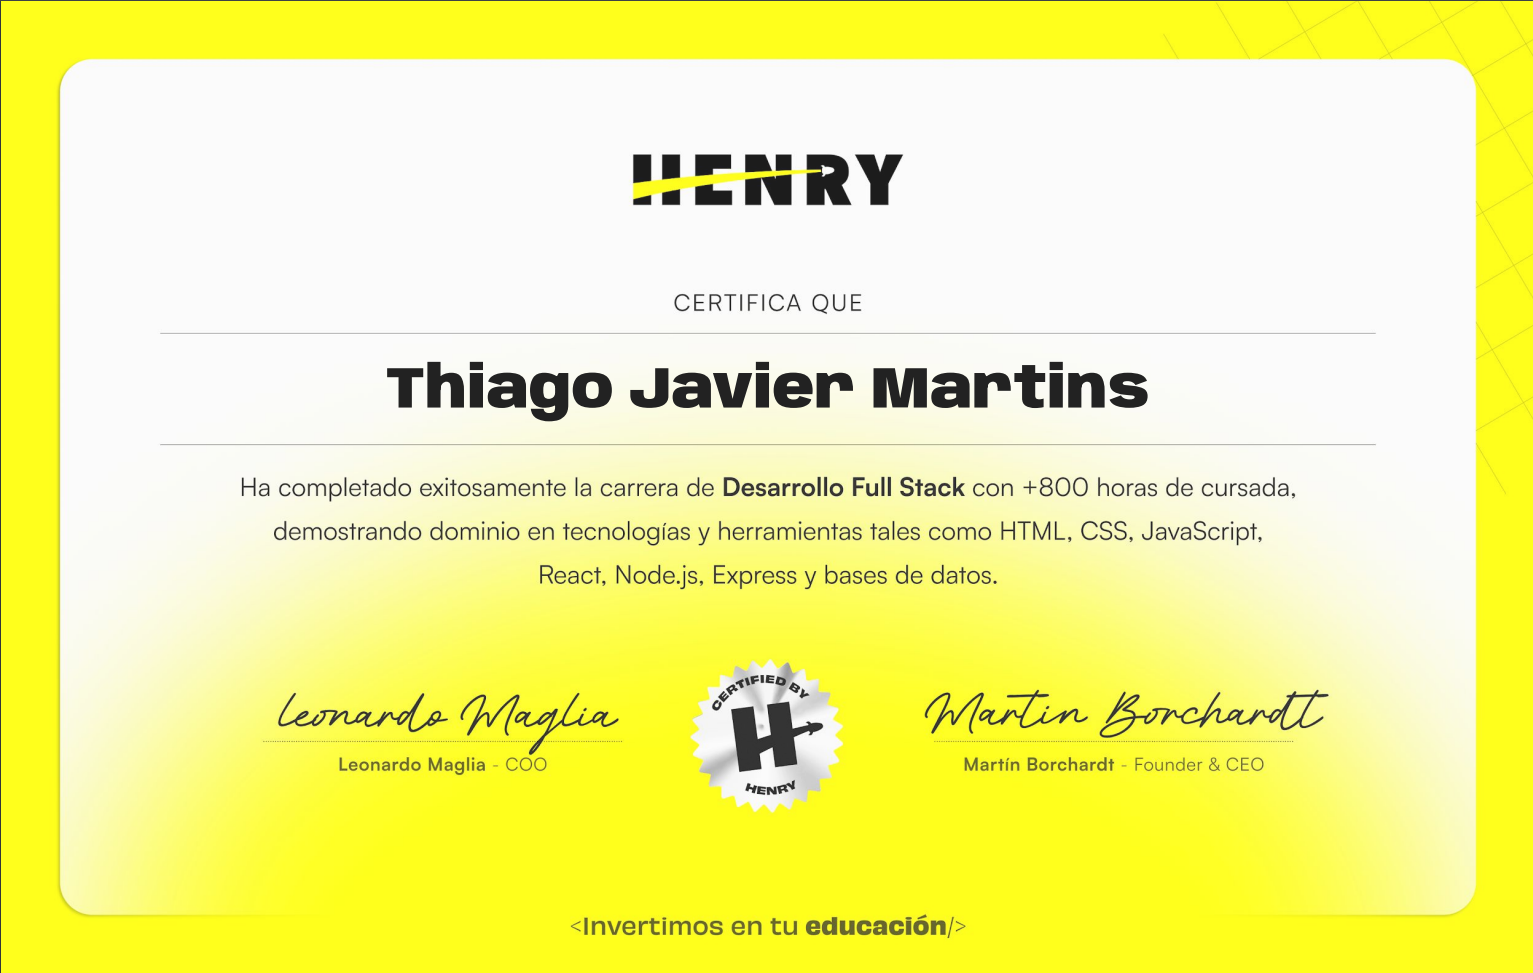 HENRY
CERTIFICA QUE
Thiago Javier Martins
Ha completado exitosamente la carrera de Desarrollo Full Stack con +800 horas de cursada,
demostrando dominio en tecnologías y herramientas tales como HTML, CSS, JavaScript,
React, Node.js, Express y bases de datos.
Leonardo Maglia
Leonardo Maglia - COO
CERTIFIED BY
H
HENRY
Martin Borchardt
Martín Borchardt - Founder & CEO
<Invertimos en tu educación/>